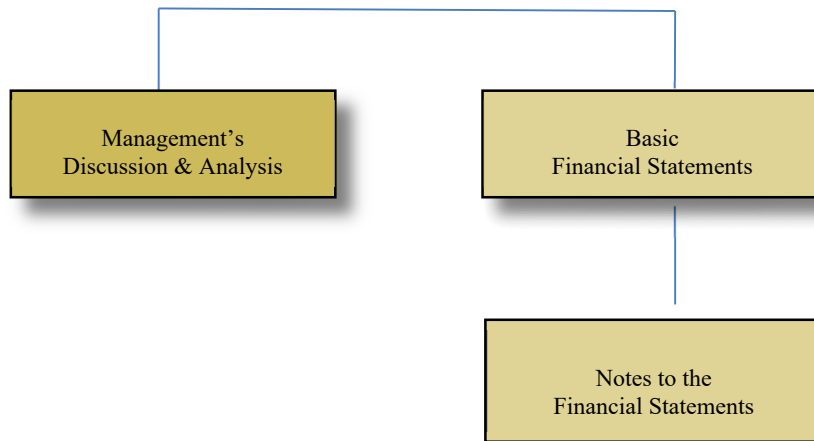 Management’s
Discussion & Analysis
Basic
Financial Statements
Notes to the
Financial Statements